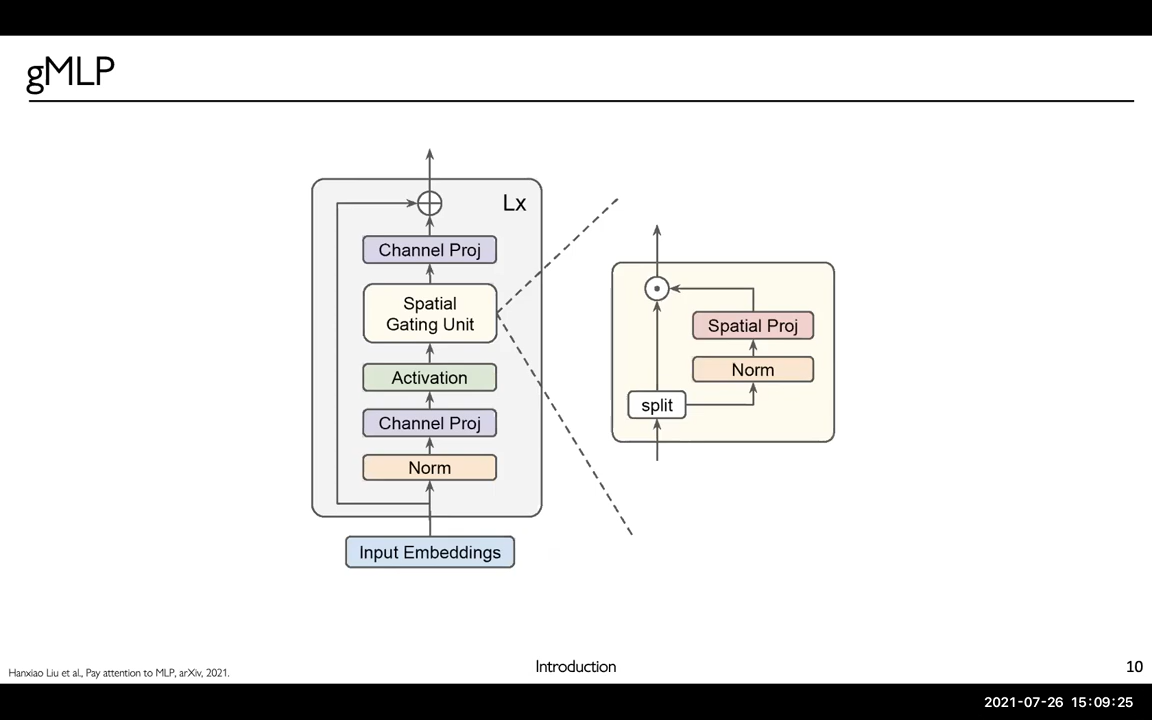 gMLP
Lx
Channel Proj
Spatial
Gating Unit
Activation
Channel Proj
Norm
Input Embeddings
Spatial Proj
Norm
split
Hanxiao Liu et al., Pay attention to MLP, arXiv, 2021.
Introduction
10
2021-07-26 15:09:25